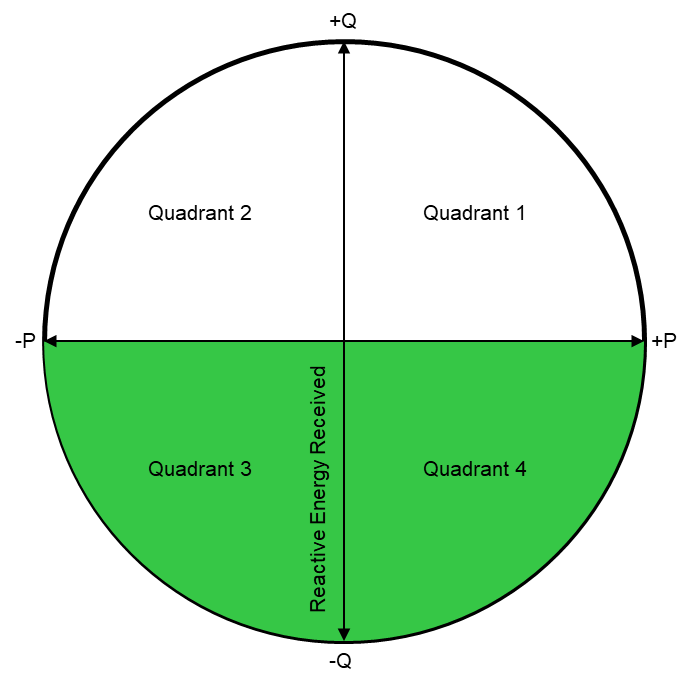 +Q
Quadrant 2
Quadrant 1
-P
+P
Reactive Energy Received
Quadrant 3
Quadrant 4
-Q